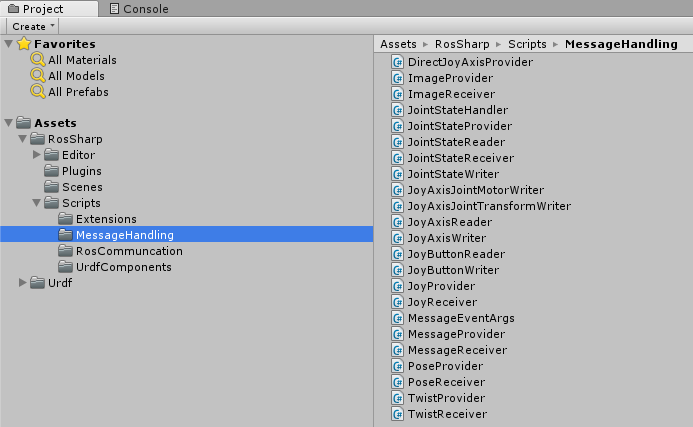 Project
Console
Create
Favorites
All Materials
All Models
All Prefabs
Assets
RosSharp
Editor
Plugins
Scenes
Scripts
Extensions
MessageHandling
RosCommuncation
UrdfComponents
Urdf
Assets RosSharp Scripts MessageHandling
DirectJoyAxisProvider
ImageProvider
ImageReceiver
JointStateHandler
JointStateProvider
JointStateReader
JointStateReceiver
JointStateWriter
JoyAxisJointMotorWriter
JoyAxisJointTransformWriter
JoyAxisReader
JoyAxisWriter
JoyButtonReader
JoyButtonWriter
JoyProvider
JoyReceiver
MessageEventArgs
MessageProvider
MessageReceiver
PoseProvider
PoseReceiver
TwistProvider
TwistReceiver